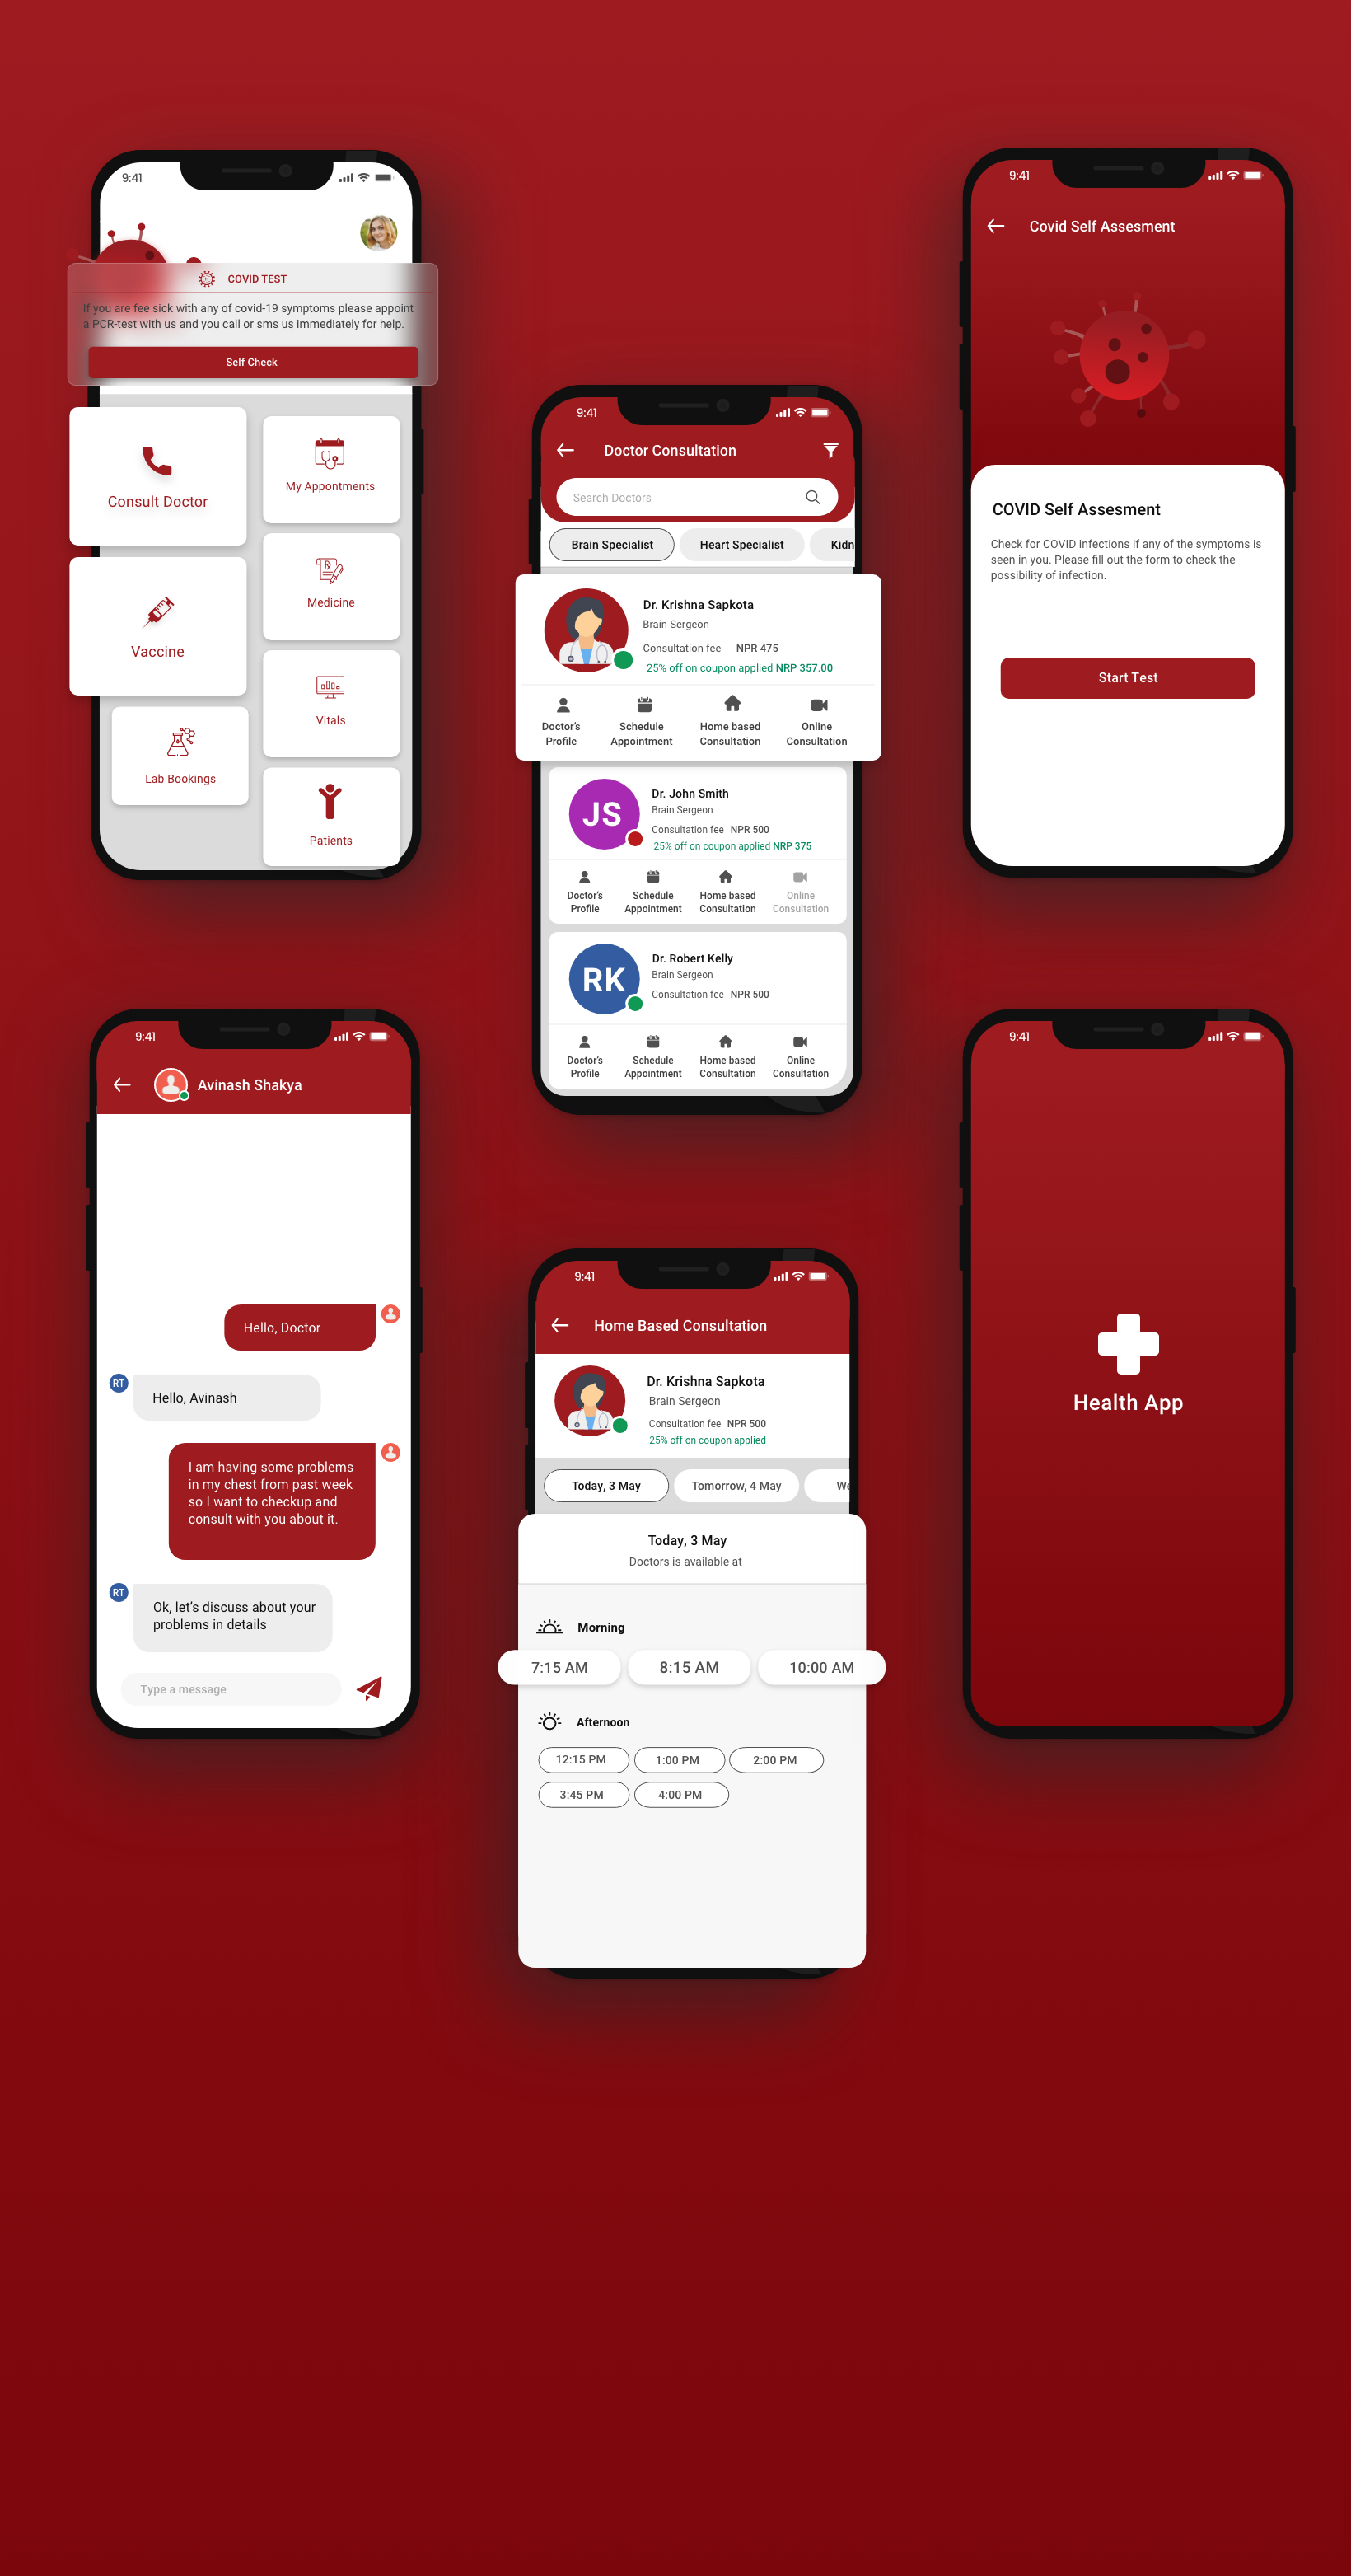 9:41
COVID TEST
If you are fee sick with any of covid-19 symptoms please appoint
a PCR-test with us and you call or sms us immediately for help.
Self Check
Consult Doctor
My Appontments
Medicine
Vaccine
Vitals
Lab Bookings
Patients
9:41
Doctor Consultation
Search Doctors
Brain Specialist
Heart Specialist
Kidn
Dr. Krishna Sapkota
Brain Sergeon
Consultation fee NPR 475
25% off on coupon applied NRP 357.00
Doctor's
Profile
Schedule
Appointment
Home based
Consultation
Online
Consultation
JS
Dr. John Smith
Brain Sergeon
Consultation fee NPR 500
25% off on coupon applied NRP 375
Doctor's
Profile
Schedule
Appointment
Home based
Consultation
Online
Consultation
RK
Dr. Robert Kelly
Brain Sergeon
Consultation fee NPR 500
Doctor's
Profile
Schedule
Appointment
Home based
Consultation
Online
Consultation
9:41
Covid Self Assesment
COVID Self Assesment
Check for COVID infections if any of the symptoms is
seen in you. Please fill out the form to check the
possibility of infection.
Start Test
9:41
Avinash Shakya
Hello, Doctor
RT
Hello, Avinash
I am having some problems
in my chest from past week
so I want to checkup and
consult with you about it.
RT
Ok, let's discuss about your
problems in details
Type a message
9:41
Home Based Consultation
Dr. Krishna Sapkota
Brain Sergeon
Consultation fee NPR 500
25% off on coupon applied
Today, 3 May
Tomorrow, 4 May
We
Today, 3 May
Doctors is available at
Morning
7:15 AM
8:15 AM
10:00 AM
Afternoon
12:15 PM
1:00 PM
2:00 PM
3:45 PM
4:00 PM
9:41
Health App